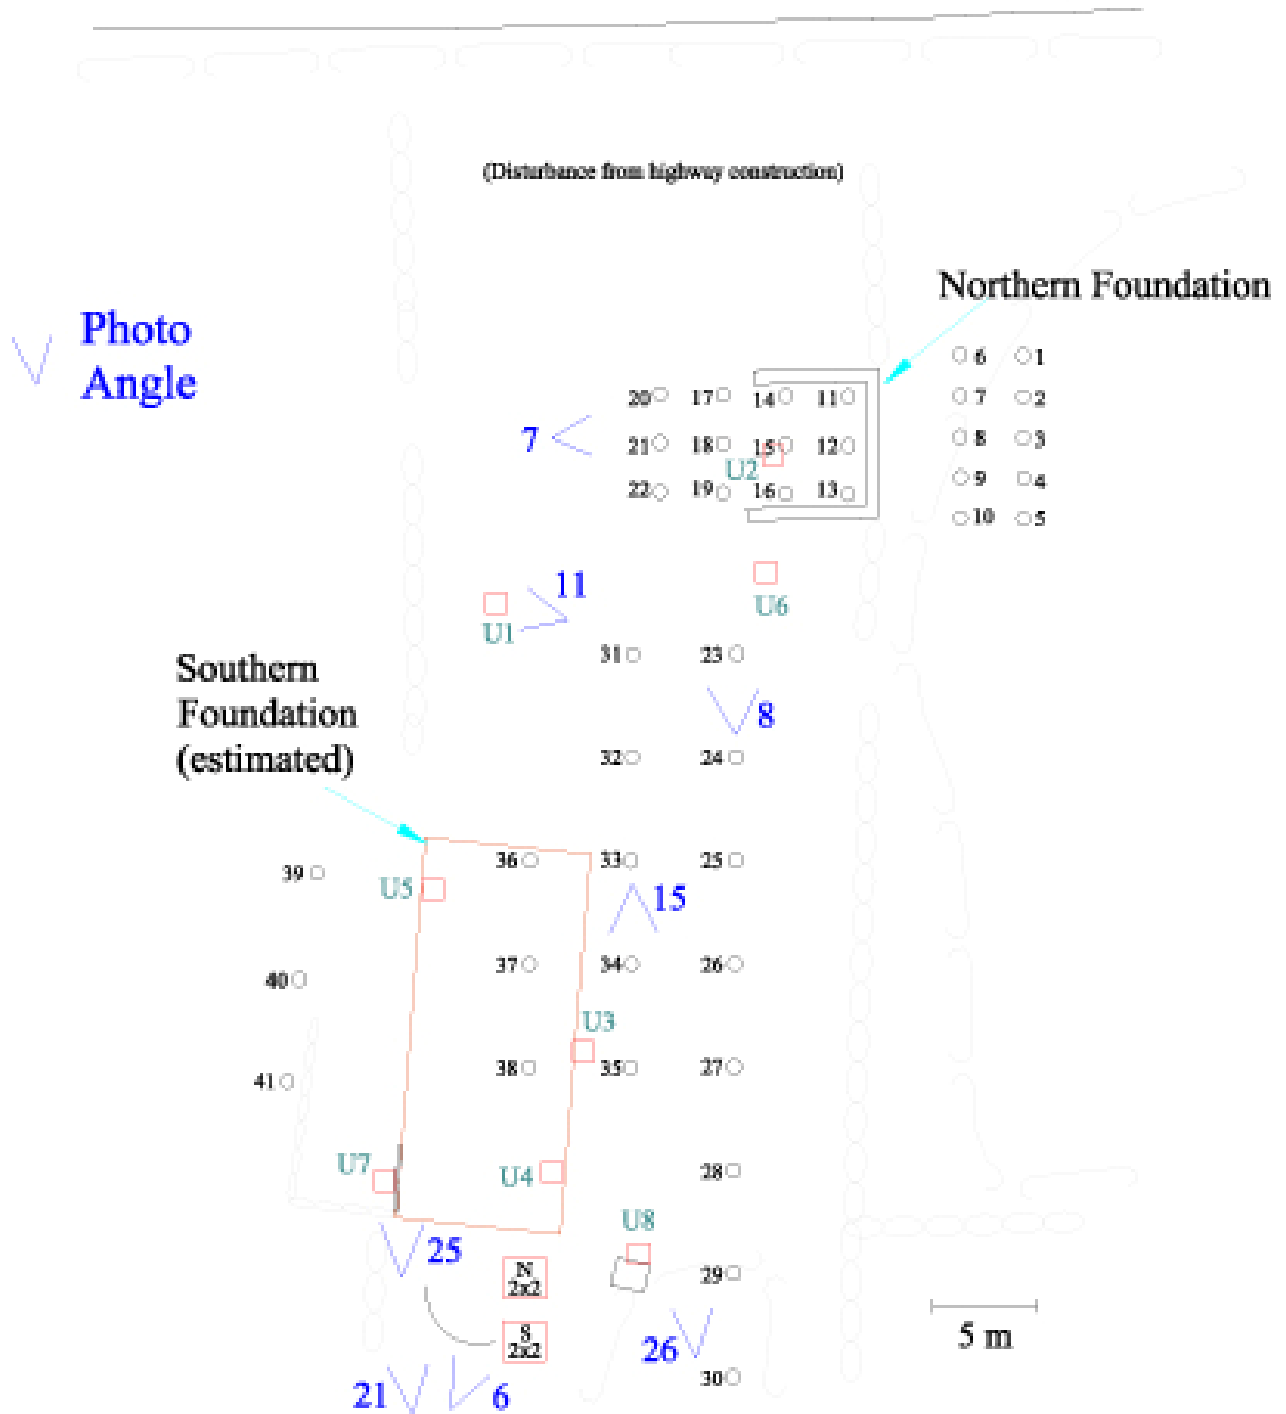 (Disturbance from highway construction)
Northern Foundation
Photo
Angle
6 1
20 17 14 11
7 2
7
21 18 15 12
8 3
U2
22 19 16 13
9 4
10 5
11
U1
U6
31 23
Southern
Foundation
(estimated)
8
32 24
39
36 33 25
U5
15
40
37 34 26
U3
41
38 35 27
U7
U4
28
U8
25
N
2x2
29
S
2x2
26
5 m
30
21
6